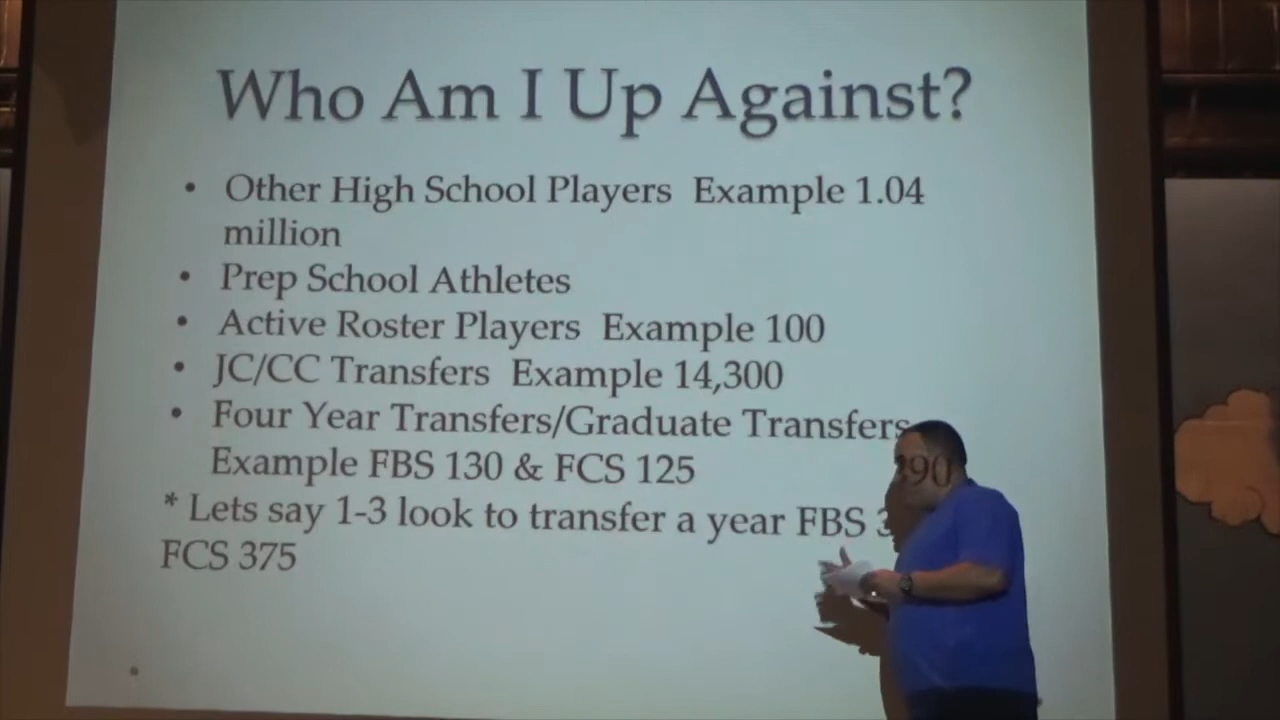 Who Am I Up Against?
• Other High School Players Example 1.04
million
• Prep School Athletes
• Active Roster Players Example 100
• JC/CC Transfers Example 14,300
• Four Year Transfers/Graduate Transfers
Example FBS 130 & FCS 125
* Lets say 1-3 look to transfer a year FBS
FCS 375